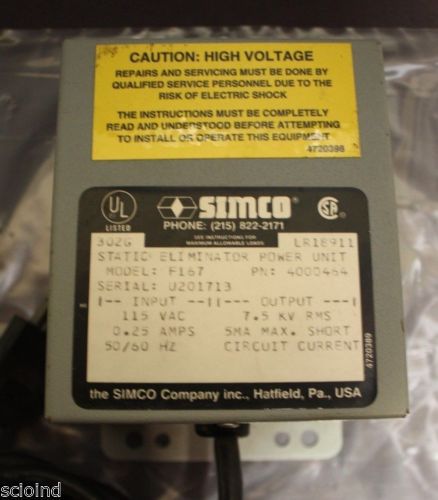 CAUTION: HIGH VOLTAGE
REPAIRS AND SERVICING MUST BE DONE BY
QUALIFIED SERVICE PERSONNEL DUE TO THE
RISK OF ELECTRIC SHOCK
THE INSTRUCTIONS MUST BE COMPLETELY
READ AND UNDERSTOOD BEFORE ATTEMPTING
TO INSTALL OR OPERATE THIS EQUIPMENT
4720398
UL
LISTED
SIMCO
PHONE: (215) 822-2171
SEE INSTRUCTIONS FOR
MAXIMUM ALLOWABLE LOADS
SA
302G LR18911
STATIC ELIMINATOR POWER UNIT
MODEL: F167 PN: 4000464
SERIAL: U201713
|-- INPUT --||--- OUTPUT ---|
115 VAC 7.5 KV RMS
0.25 AMPS 5MA MAX. SHORT
50/60 HZ CIRCUIT CURRENT
4720389
the SIMCO Company inc., Hatfield, Pa., USA
scioind